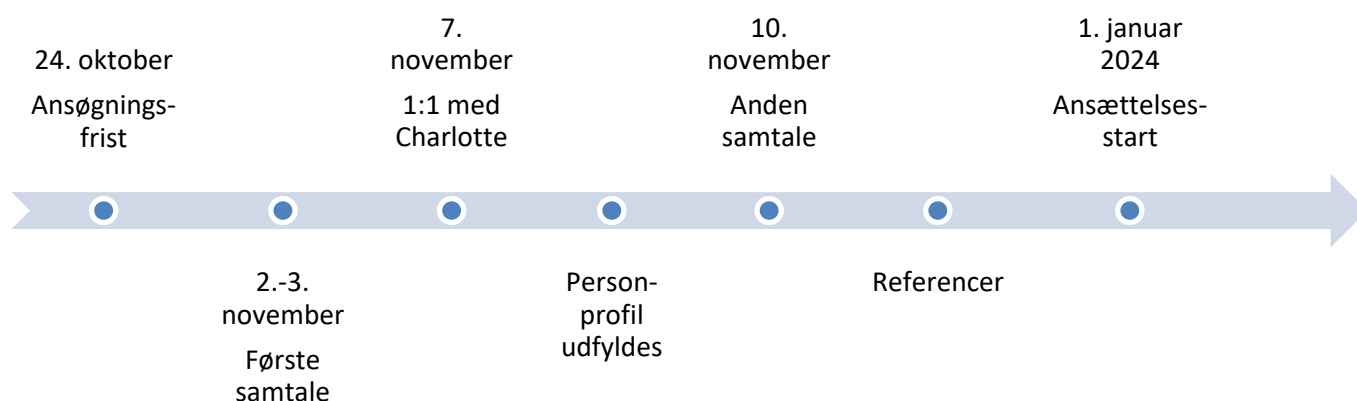 24. oktober
Ansøgnings-
frist
2.-3.
november
Første
samtale
7.
november
1:1 med
Charlotte
Person-
profil
udfyldes
10.
november
Anden
samtale
Referencer
1. januar
2024
Ansættelses-
start